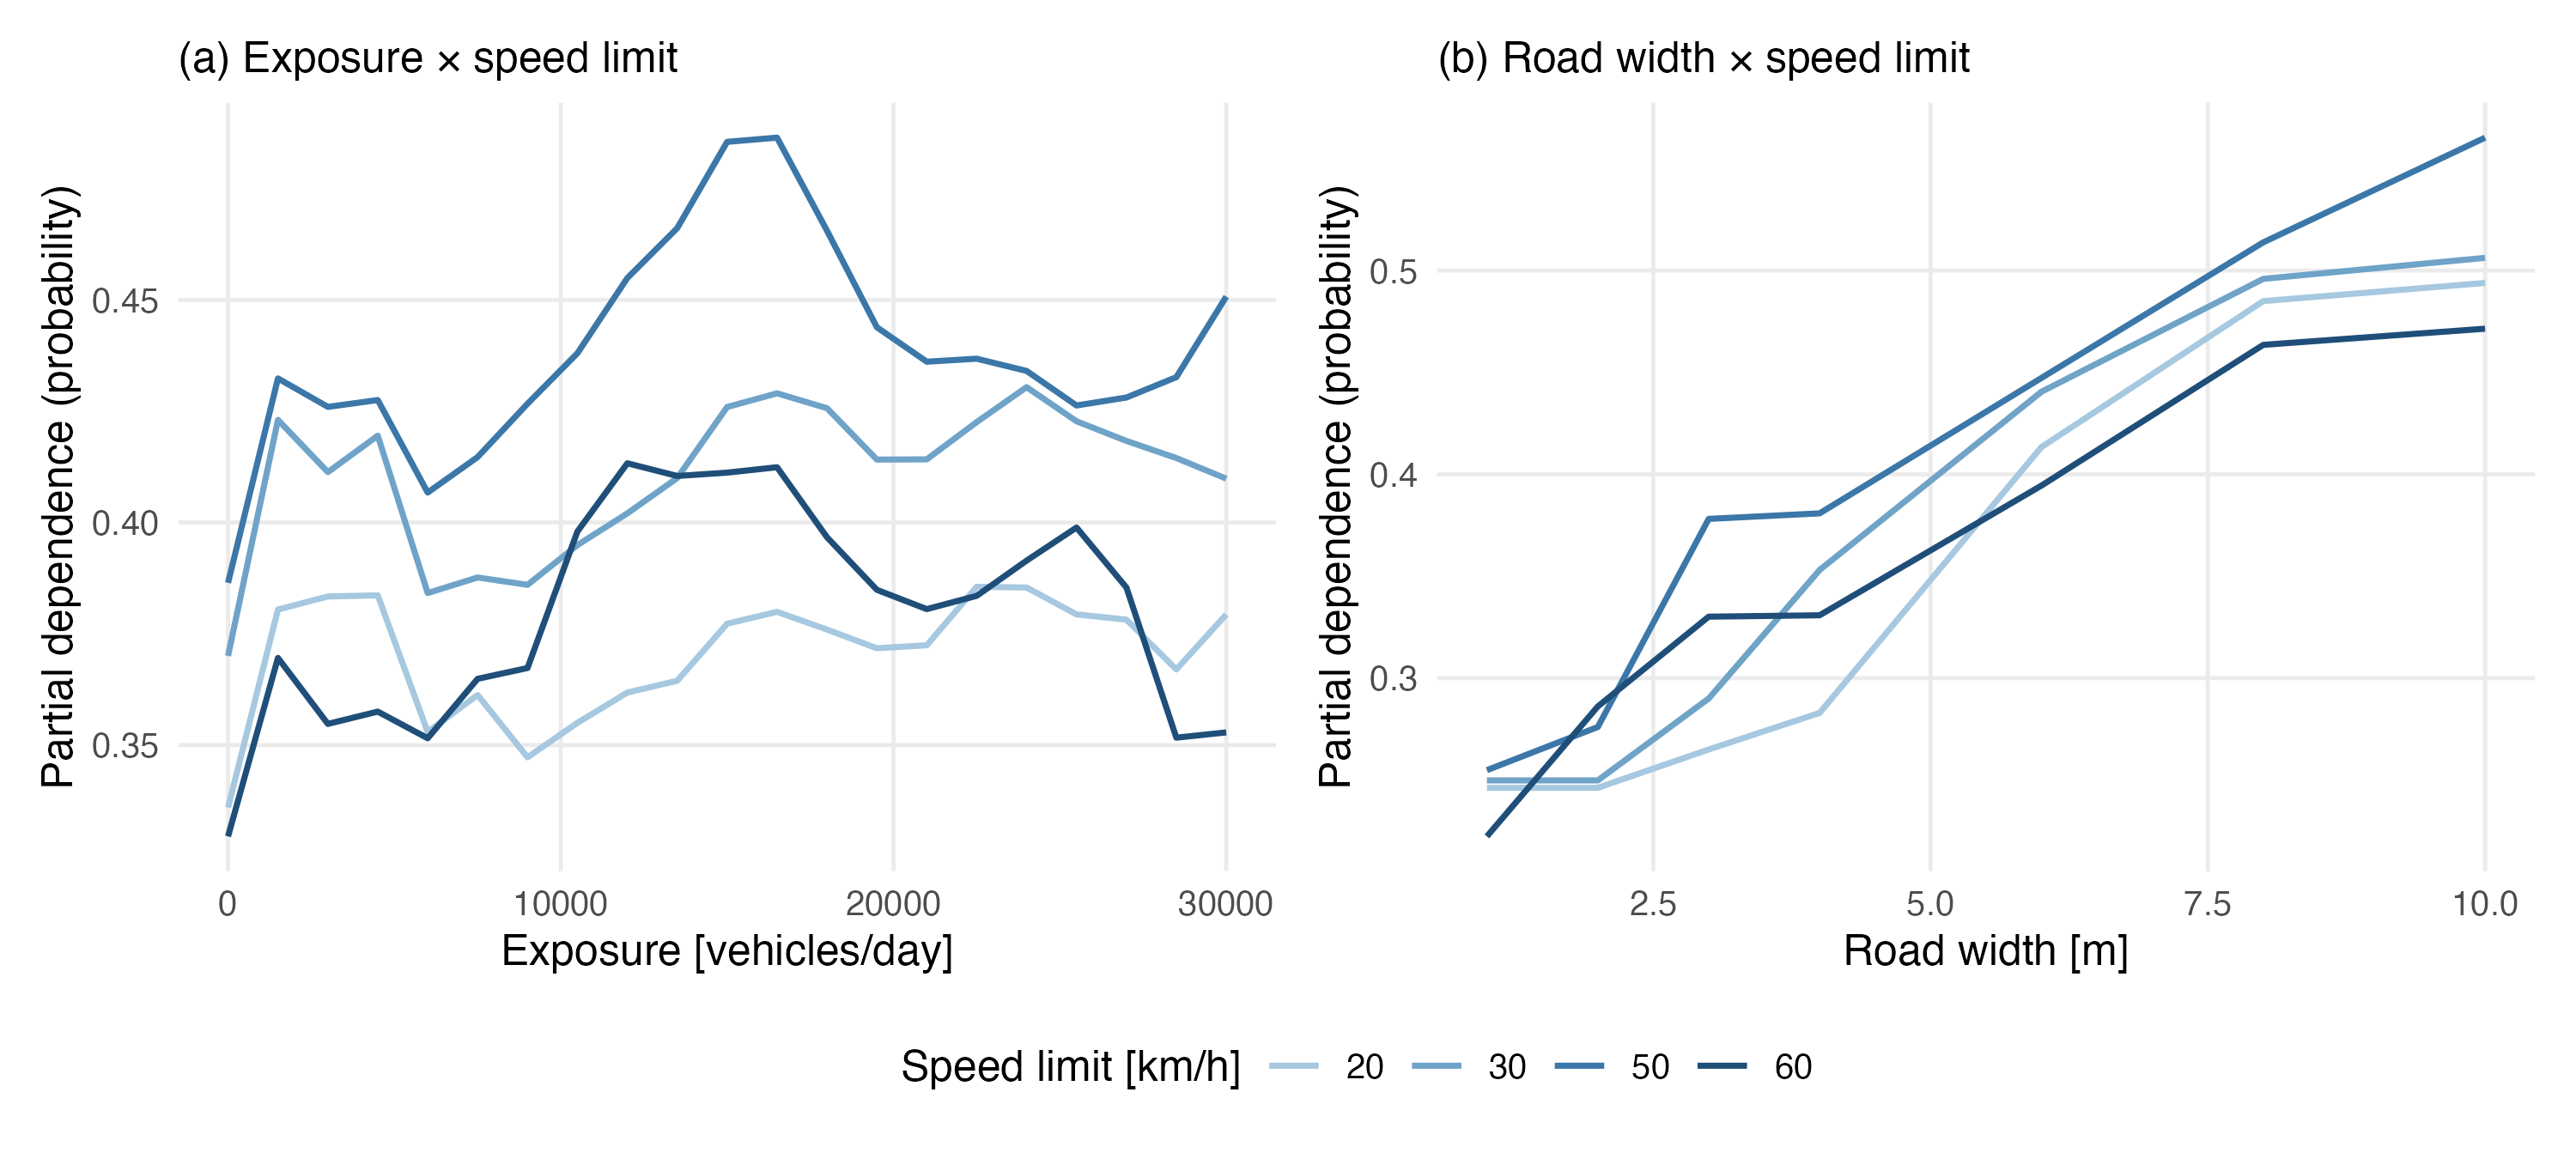 (a) Exposure × speed limit
Partial dependence (probability)
0.45
0.40
0.35
0 10000 20000 30000
Exposure [vehicles/day]
(b) Road width × speed limit
Partial dependence (probability)
0.5
0.4
0.3
2.5 5.0 7.5 10.0
Road width [m]
Speed limit [km/h] 20 30 50 60